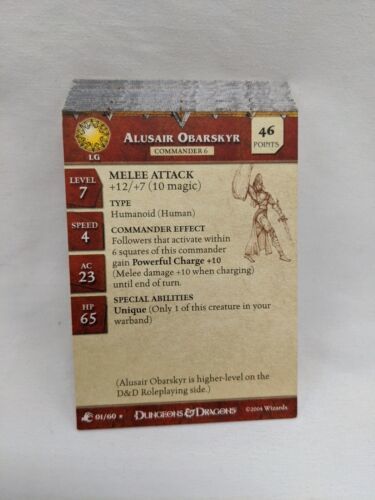 ALUSAIR OBARSKYR
COMMANDER 6
46
POINTS
LG
LEVEL
7
SPEED
4
AC
23
HP
65
MELEE ATTACK
+12/+7 (10 magic)
TYPE
Humanoid (Human)
COMMANDER EFFECT
Followers that activate within
6 squares of this commander
gain Powerful Charge +10
(Melee damage +10 when charging)
until end of turn.
SPECIAL ABILITIES
Unique (Only 1 of this creature in your
warband)
(Alusair Obarskyr is higher-level on the
D&D Roleplaying side.)
01/60 ★
DUNGEONS & DRAGONS
©2004 Wizards